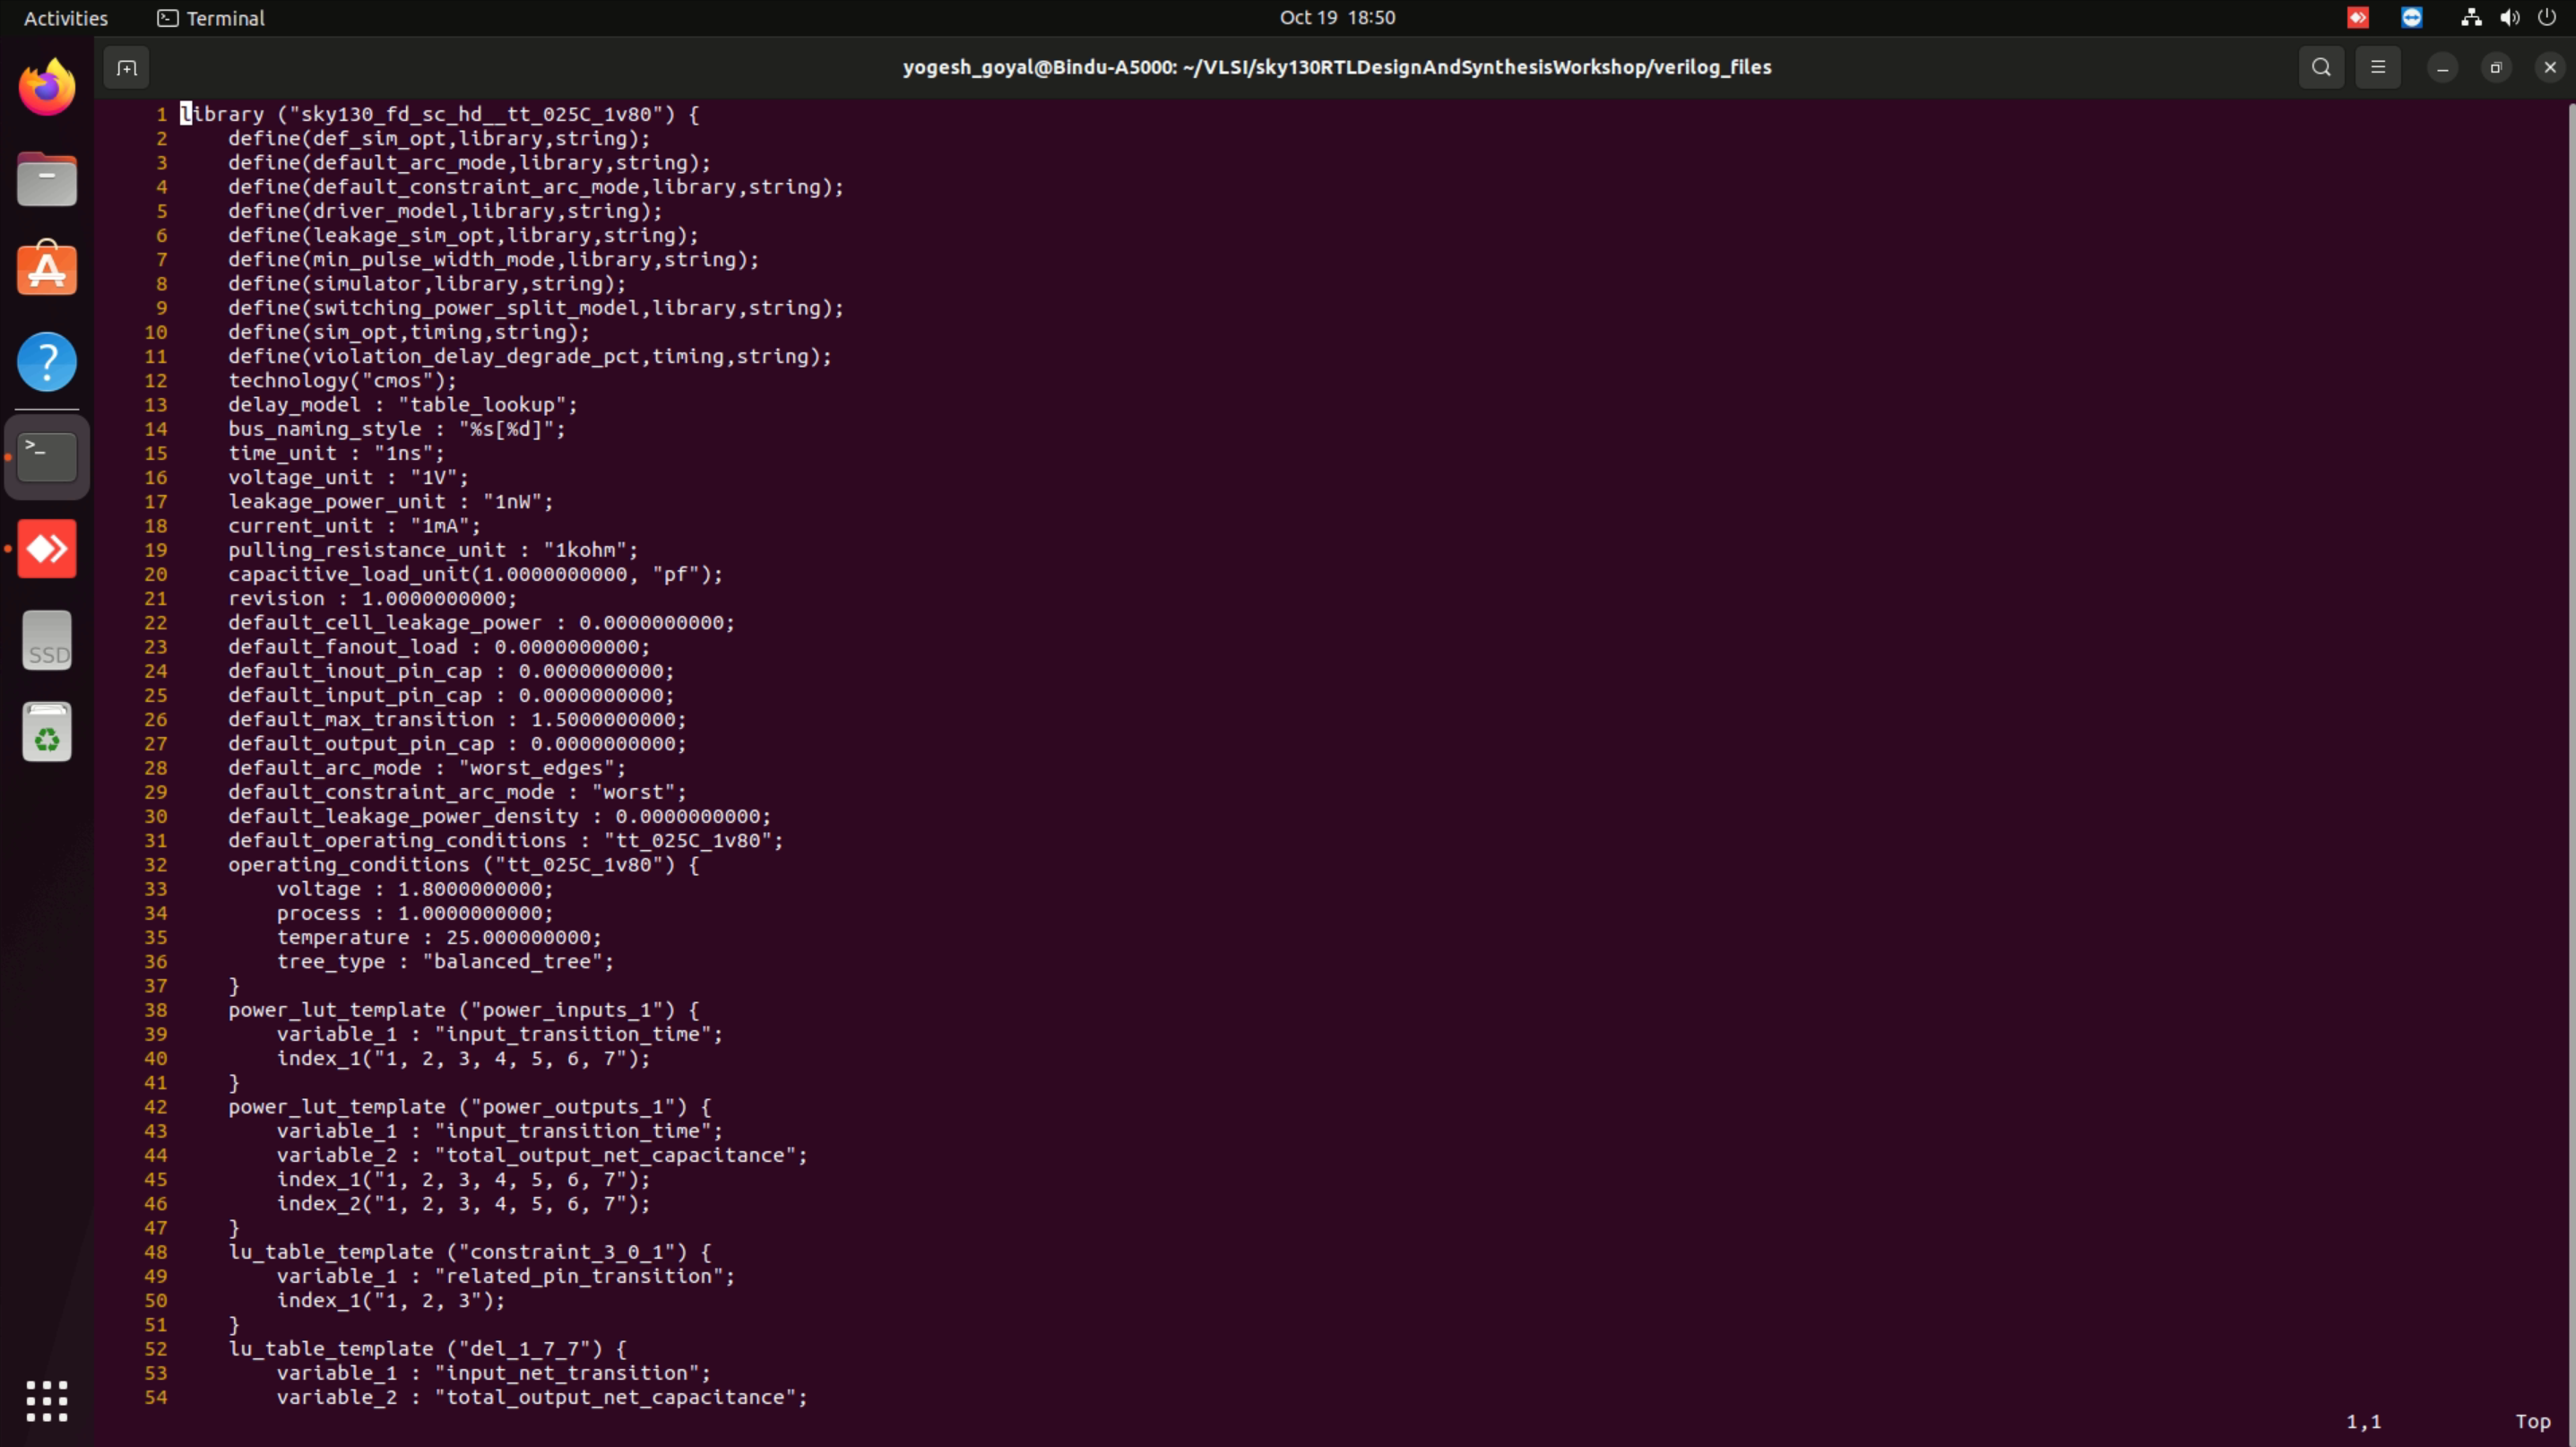 Activities Terminal Oct 19 18:50
yogesh_goyal@Bindu-A5000: ~/VLSI/sky130RTLDesignAndSynthesisWorkshop/verilog_files
1 library ("sky130_fd_sc_hd__tt_025C_1v80") {
2     define(def_sim_opt,library,string);
3     define(default_arc_mode,library,string);
4     define(default_constraint_arc_mode,library,string);
5     define(driver_model,library,string);
6     define(leakage_sim_opt,library,string);
7     define(min_pulse_width_mode,library,string);
8     define(simulator,library,string);
9     define(switching_power_split_model,library,string);
10     define(sim_opt,timing,string);
11     define(violation_delay_degrade_pct,timing,string);
12     technology("cmos");
13     delay_model : "table_lookup";
14     bus_naming_style : "%s[%d]";
15     time_unit : "1ns";
16     voltage_unit : "1V";
17     leakage_power_unit : "1nW";
18     current_unit : "1mA";
19     pulling_resistance_unit : "1kohm";
20     capacitive_load_unit(1.0000000000, "pf");
21     revision : 1.0000000000;
22     default_cell_leakage_power : 0.0000000000;
23     default_fanout_load : 0.0000000000;
24     default_inout_pin_cap : 0.0000000000;
25     default_input_pin_cap : 0.0000000000;
26     default_max_transition : 1.5000000000;
27     default_output_pin_cap : 0.0000000000;
28     default_arc_mode : "worst_edges";
29     default_constraint_arc_mode : "worst";
30     default_leakage_power_density : 0.0000000000;
31     default_operating_conditions : "tt_025C_1v80";
32     operating_conditions ("tt_025C_1v80") {
33         voltage : 1.8000000000;
34         process : 1.0000000000;
35         temperature : 25.000000000;
36         tree_type : "balanced_tree";
37     }
38     power_lut_template ("power_inputs_1") {
39         variable_1 : "input_transition_time";
40         index_1("1, 2, 3, 4, 5, 6, 7");
41     }
42     power_lut_template ("power_outputs_1") {
43         variable_1 : "input_transition_time";
44         variable_2 : "total_output_net_capacitance";
45         index_1("1, 2, 3, 4, 5, 6, 7");
46         index_2("1, 2, 3, 4, 5, 6, 7");
47     }
48     lu_table_template ("constraint_3_0_1") {
49         variable_1 : "related_pin_transition";
50         index_1("1, 2, 3");
51     }
52     lu_table_template ("del_1_7_7") {
53         variable_1 : "input_net_transition";
54         variable_2 : "total_output_net_capacitance";
1,1 Top
SSD